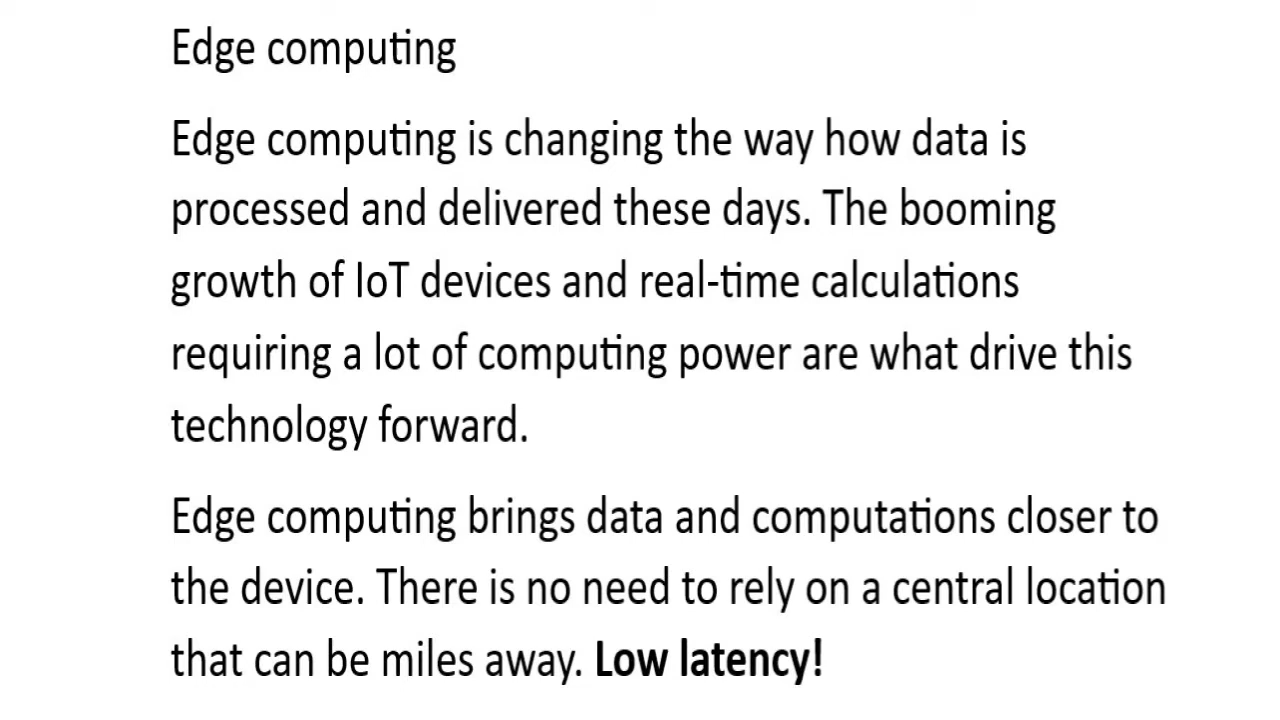 Edge computing
Edge computing is changing the way how data is
processed and delivered these days. The booming
growth of IoT devices and real-time calculations
requiring a lot of computing power are what drive this
technology forward.
Edge computing brings data and computations closer to
the device. There is no need to rely on a central location
that can be miles away. Low latency!